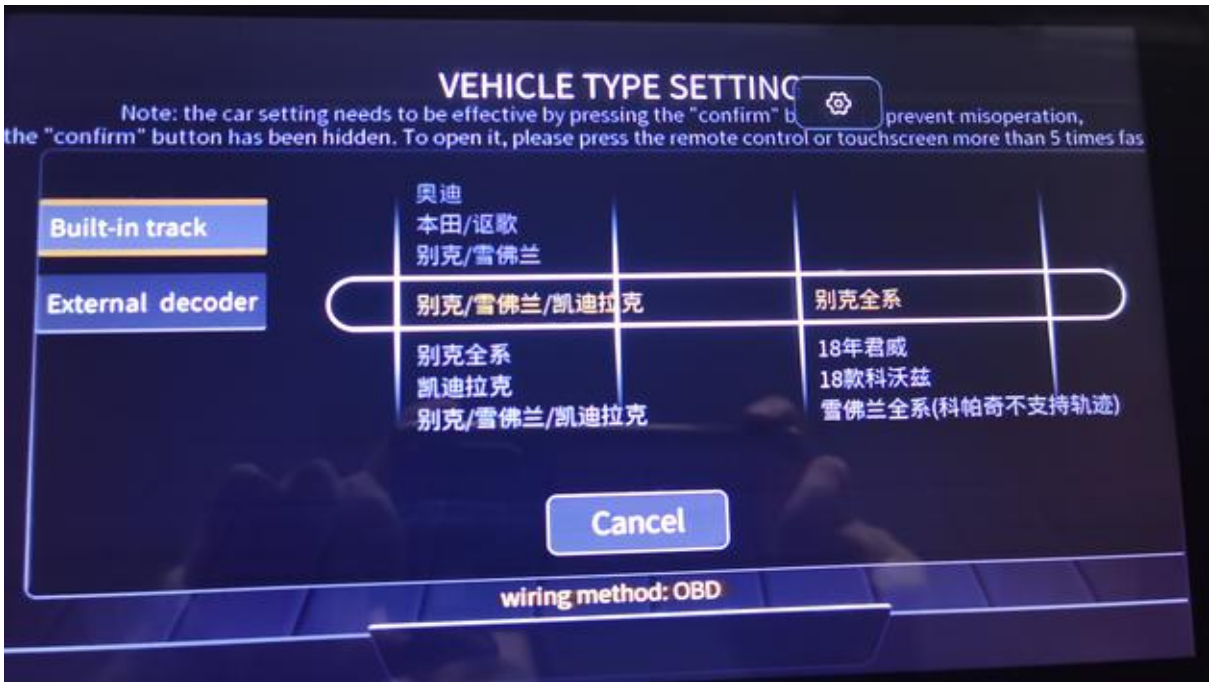 VEHICLE TYPE SETTING
Note: the car setting needs to be effective by pressing the "confirm" prevent misoperation,
the "confirm" button has been hidden. To open it, please press the remote control or touchscreen more than 5 times fas
Built-in track
External decoder
奥迪
本田/讴歌
别克/雪佛兰
别克/雪佛兰/凯迪拉克 别克全系
别克全系 18年君威
凯迪拉克 18款科沃兹
别克/雪佛兰/凯迪拉克 雪佛兰全系(科帕奇不支持轨迹)
Cancel
wiring method: OBD